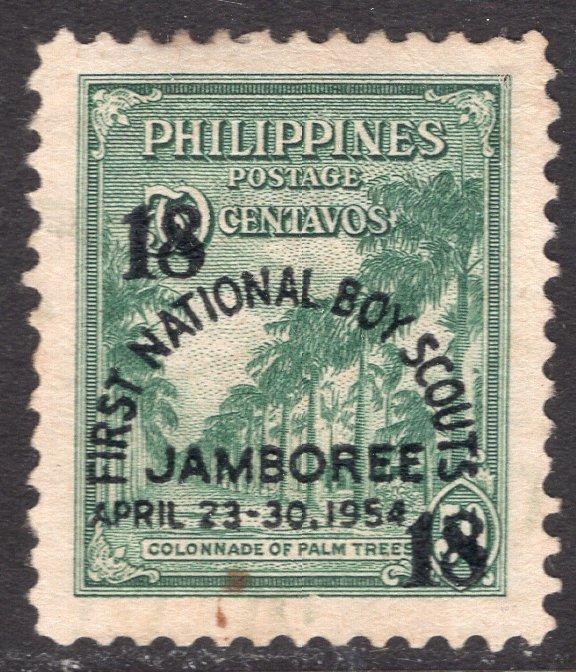 PHILIPPINES
POSTAGE
18 CENTAVOS
FIRST NATIONAL BOY SCOUTS
JAMBOREE
APRIL 23-30, 1954
18
COLONNADE OF PALM TREES